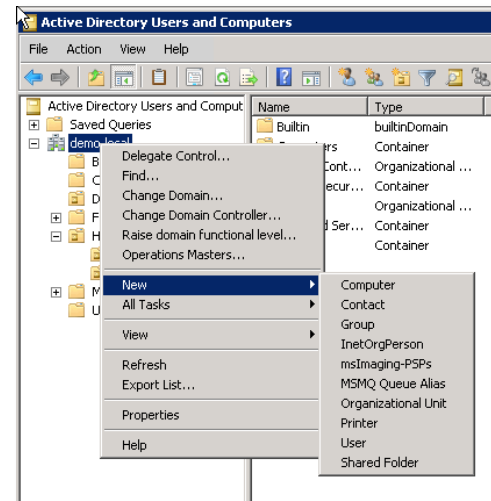 Active Directory Users and Computers
File Action View Help
Active Directory Users and Comput
Name Type
Saved Queries
Builtin builtinDomain
demo.local
Container
Organizational ...
Container
Organizational ...
Container
Container
B
C
D
F
H
M
U
Delegate Control...
Find...
Change Domain...
Change Domain Controller...
Raise domain functional level...
Operations Masters...
New
All Tasks
View
Refresh
Export List...
Properties
Help
Computer
Contact
Group
InetOrgPerson
msImaging-PSPs
MSMQ Queue Alias
Organizational Unit
Printer
User
Shared Folder